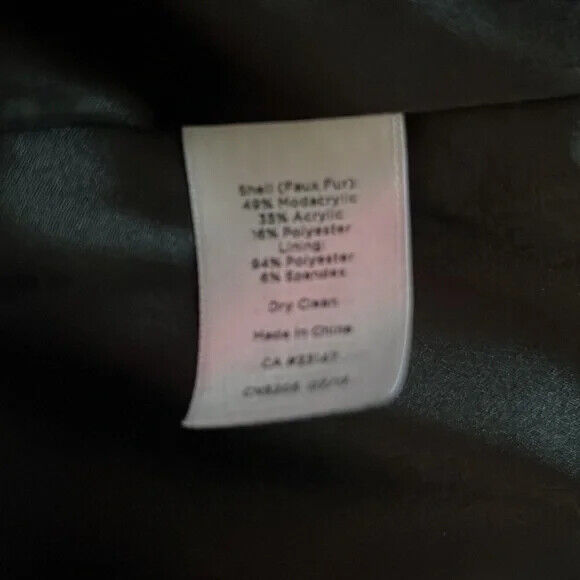 Shell (Faux Fur):
49% Modacrylic
35% Acrylic
16% Polyester
Lining:
94% Polyester
6% Spandex
Dry Clean
Made in China
CA